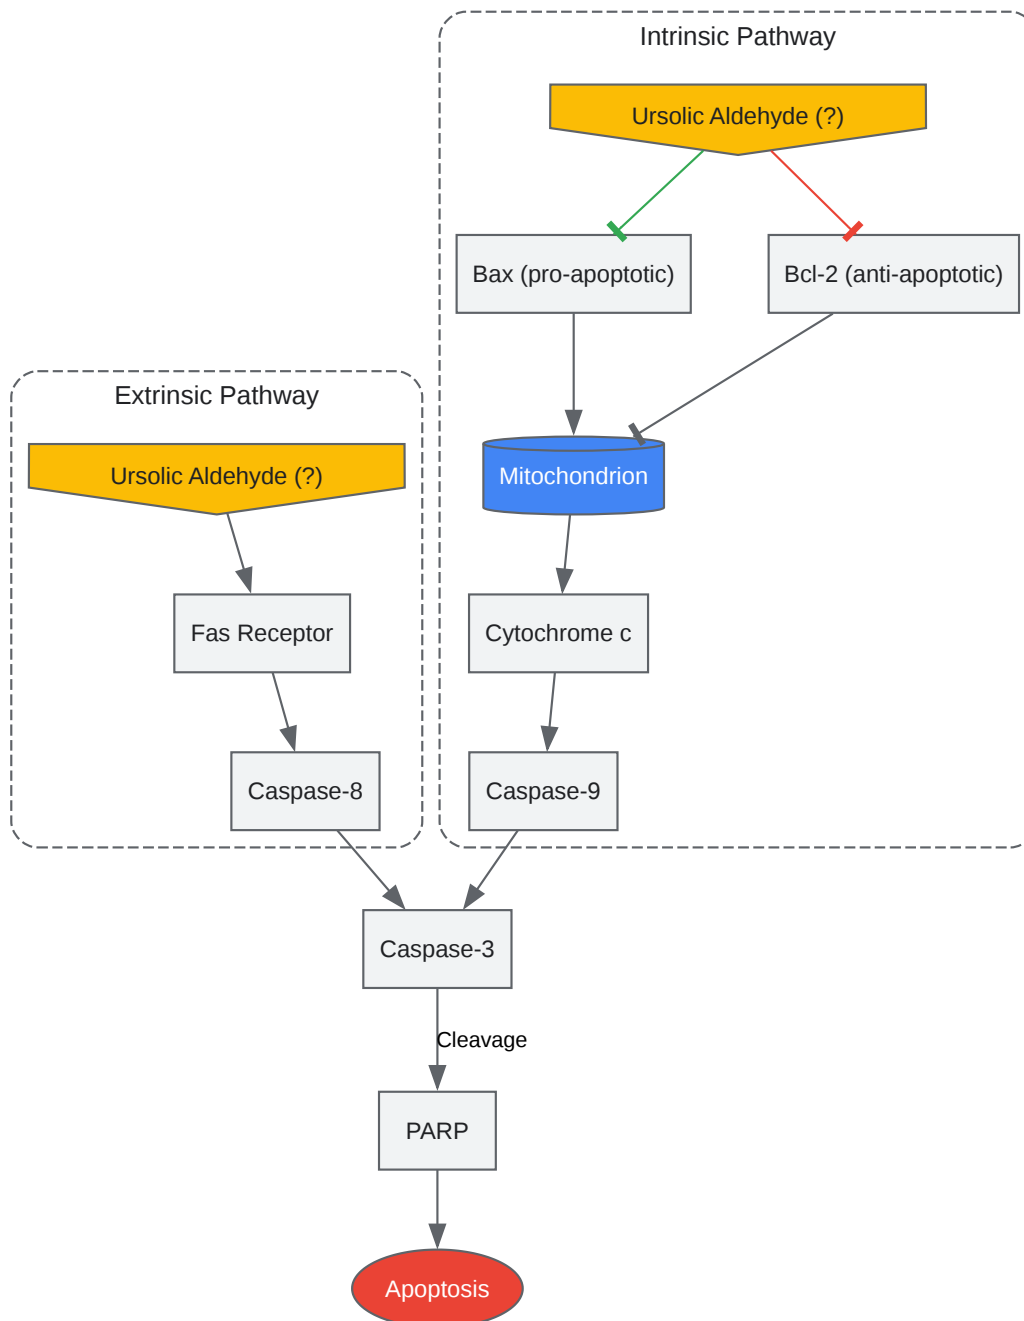 Intrinsic Pathway
Ursolic Aldehyde (?)
Bax (pro-apoptotic)
Bcl-2 (anti-apoptotic)
Extrinsic Pathway
Ursolic Aldehyde (?)
Mitochondrion
Fas Receptor
Cytochrome c
Caspase-8
Caspase-9
Caspase-3
Cleavage
PARP
Apoptosis